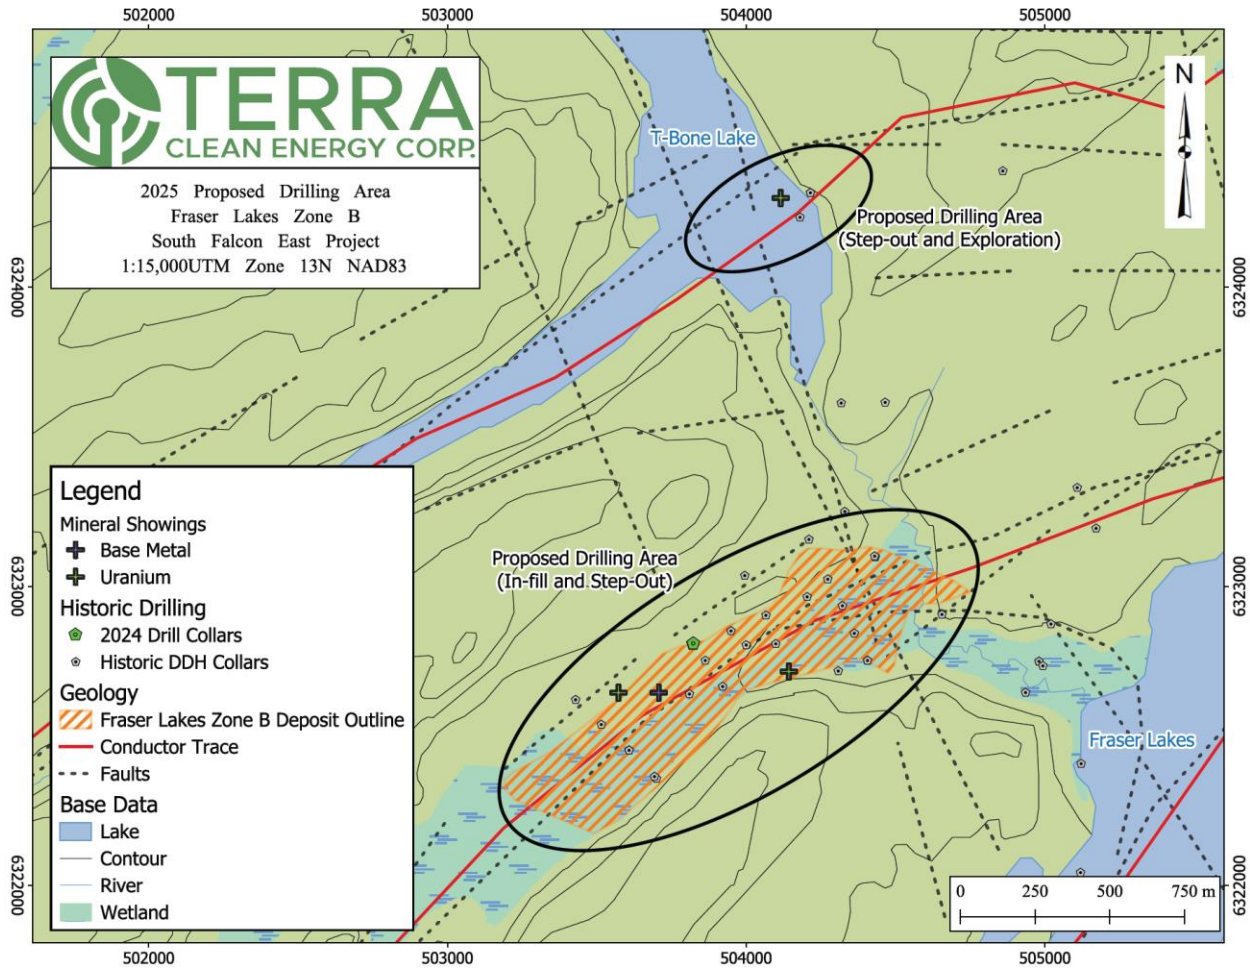 502000
503000
504000
505000
TERRA
CLEAN ENERGY CORP.
2025 Proposed Drilling Area
Fraser Lakes Zone B
South Falcon East Project
1:15,000UTM Zone 13N NAD83
N
T-Bone Lake
Proposed Drilling Area
(Step-out and Exploration)
6324000
6324000
Legend
Mineral Showings
Base Metal
Uranium
Historic Drilling
2024 Drill Collars
Historic DDH Collars
Geology
Fraser Lakes Zone B Deposit Outline
Conductor Trace
Faults
Base Data
Lake
Contour
River
Wetland
Proposed Drilling Area
(In-fill and Step-Out)
6323000
6323000
Fraser Lakes
6322000
6322000
0 250 500 750 m
502000
503000
504000
505000